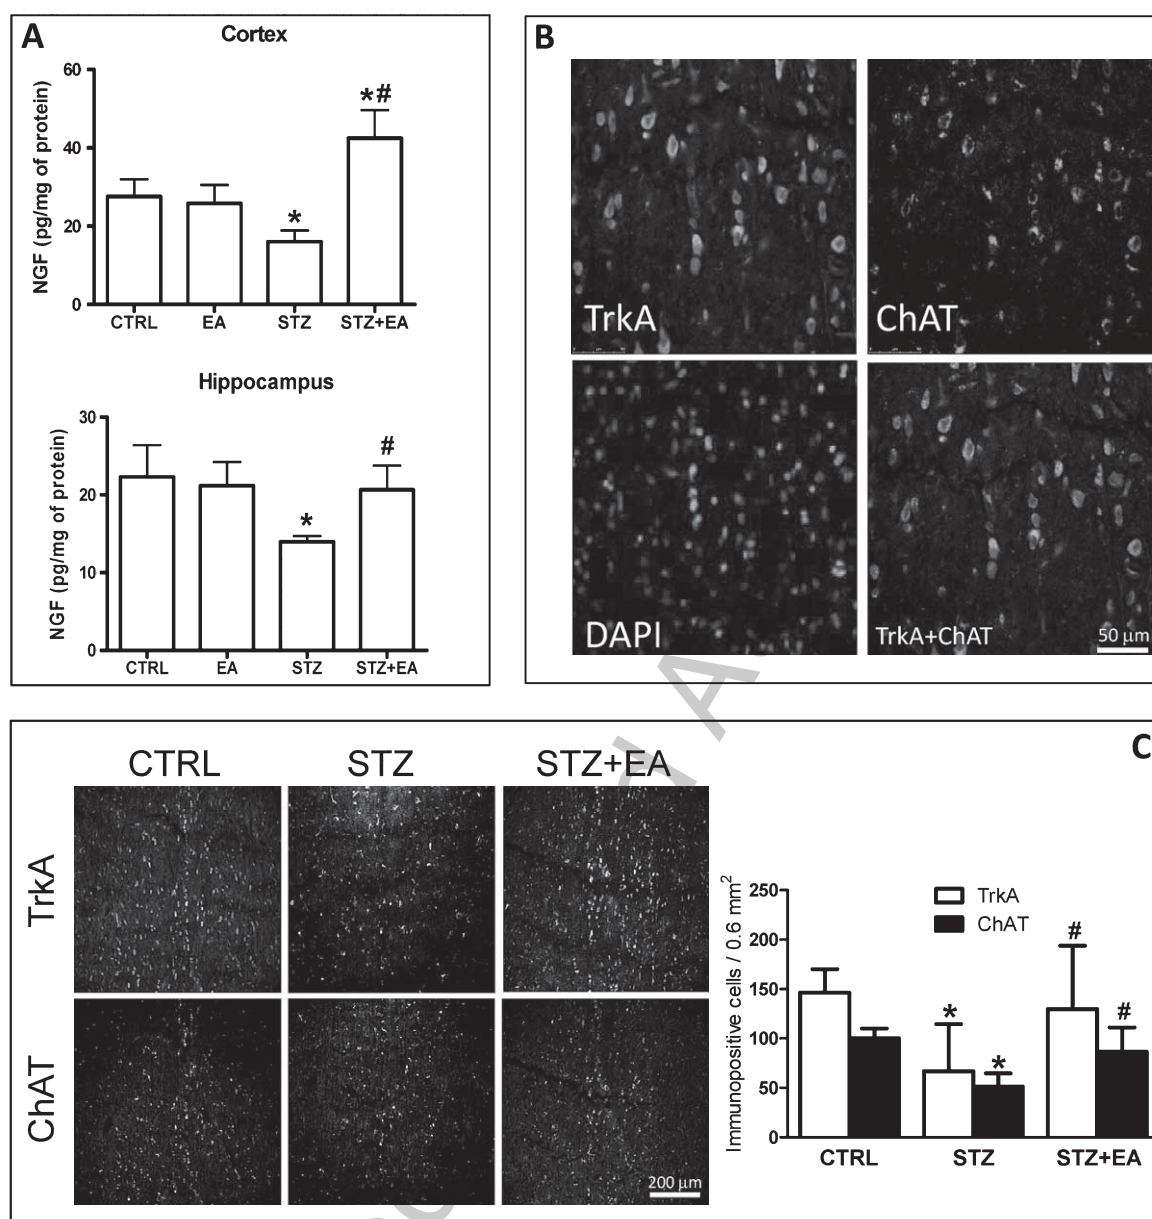 A
Cortex
NGF (pg/mg of protein)
60
40
20
0
*
*#
CTRL EA STZ STZ+EA
Hippocampus
NGF (pg/mg of protein)
30
20
10
0
*
#
CTRL EA STZ STZ+EA
B
TrkA
ChAT
DAPI
TrkA+ChAT
50 µm
C
CTRL STZ STZ+EA
TrkA
ChAT
200 µm
Immunopositive cells / 0.6 mm²
250
200
150
100
50
0
TrkA
ChAT
*
*
#
#
CTRL STZ STZ+EA